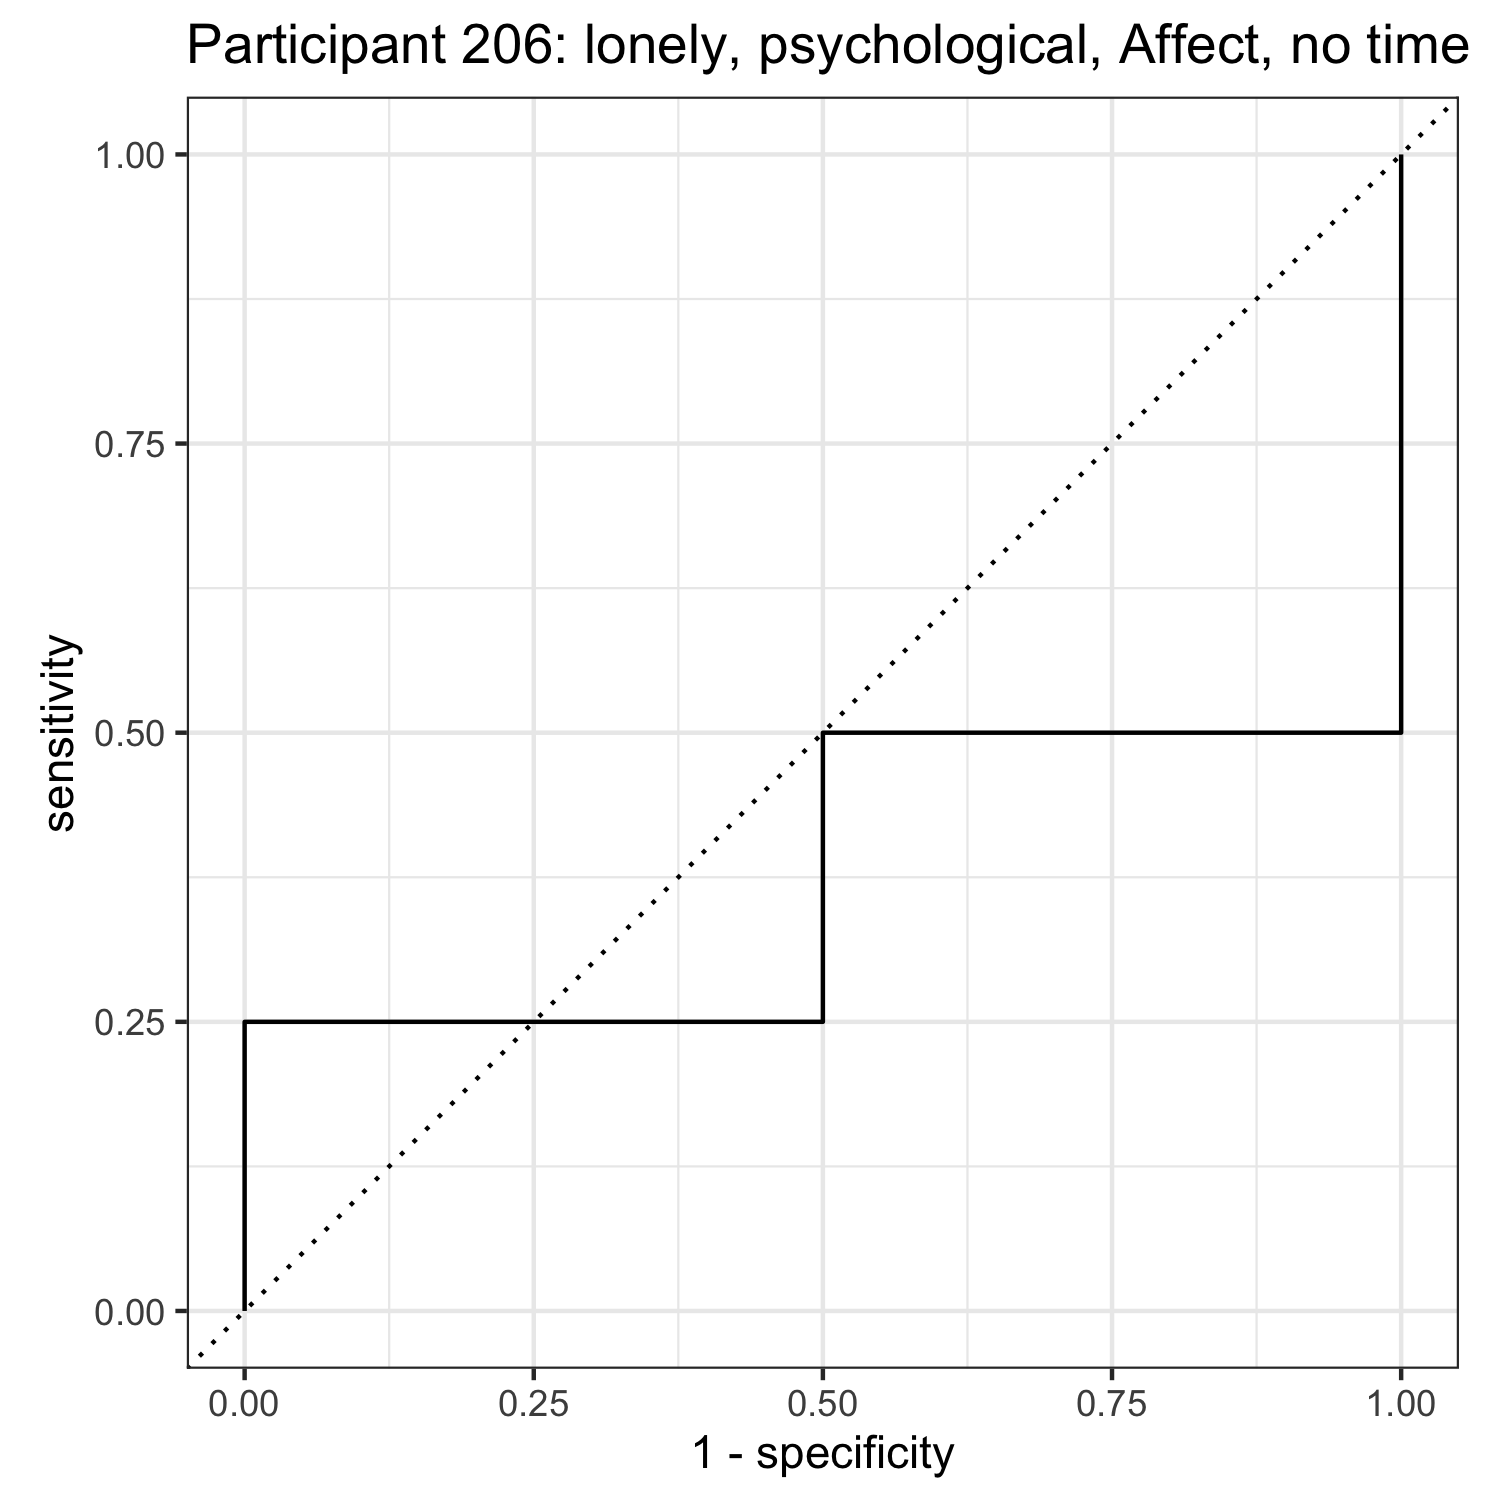 Participant 206: lonely, psychological, Affect, no time
1.00
0.75
0.50
0.25
0.00
sensitivity
0.00 0.25 0.50 0.75 1.00
1 - specificity